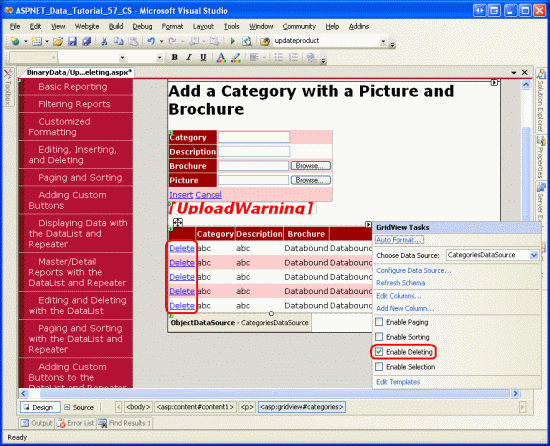 ASPNET_Data_Tutorial_57_CS - Microsoft Visual Studio
File Edit View Website Build Debug Format Layout Tools Window Community Help Addins
updateproduct
BinaryData/Up...eleting.aspx*
Toolbox
Basic Reporting
Filtering Reports
Customized
Formatting
Editing, Inserting,
and Deleting
Paging and Sorting
Adding Custom
Buttons
Displaying Data with
the DataList and
Repeater
Master/Detail
Reports with the
DataList and Repeater
Editing and Deleting
with the DataList
Paging and Sorting
with the DataList and
Repeater
Adding Custom
Buttons to the
DataList and
Add a Category with a Picture and
Brochure
Category
Description
Brochure Browse...
Picture Browse...
Insert Cancel
[UploadWarning]
Category Description Brochure
Delete abc abc Databound Databound
Delete abc abc Databound Databound
Delete abc abc Databound Databound
Delete abc abc Databound Databound
Delete abc abc Databound Databound
ObjectDataSource - CategoriesDataSource
GridView Tasks
Auto Format...
Choose Data Source: CategoriesDataSource
Configure Data Source...
Refresh Schema
Edit Columns...
Add New Column...
Enable Paging
Enable Sorting
Enable Deleting
Enable Selection
Edit Templates
Solution Explorer
Properties
Server Ex
Design Source <body> <asp:content#content1> <p> <asp:gridview#categories>
Output Error List Find Results 1
Ready